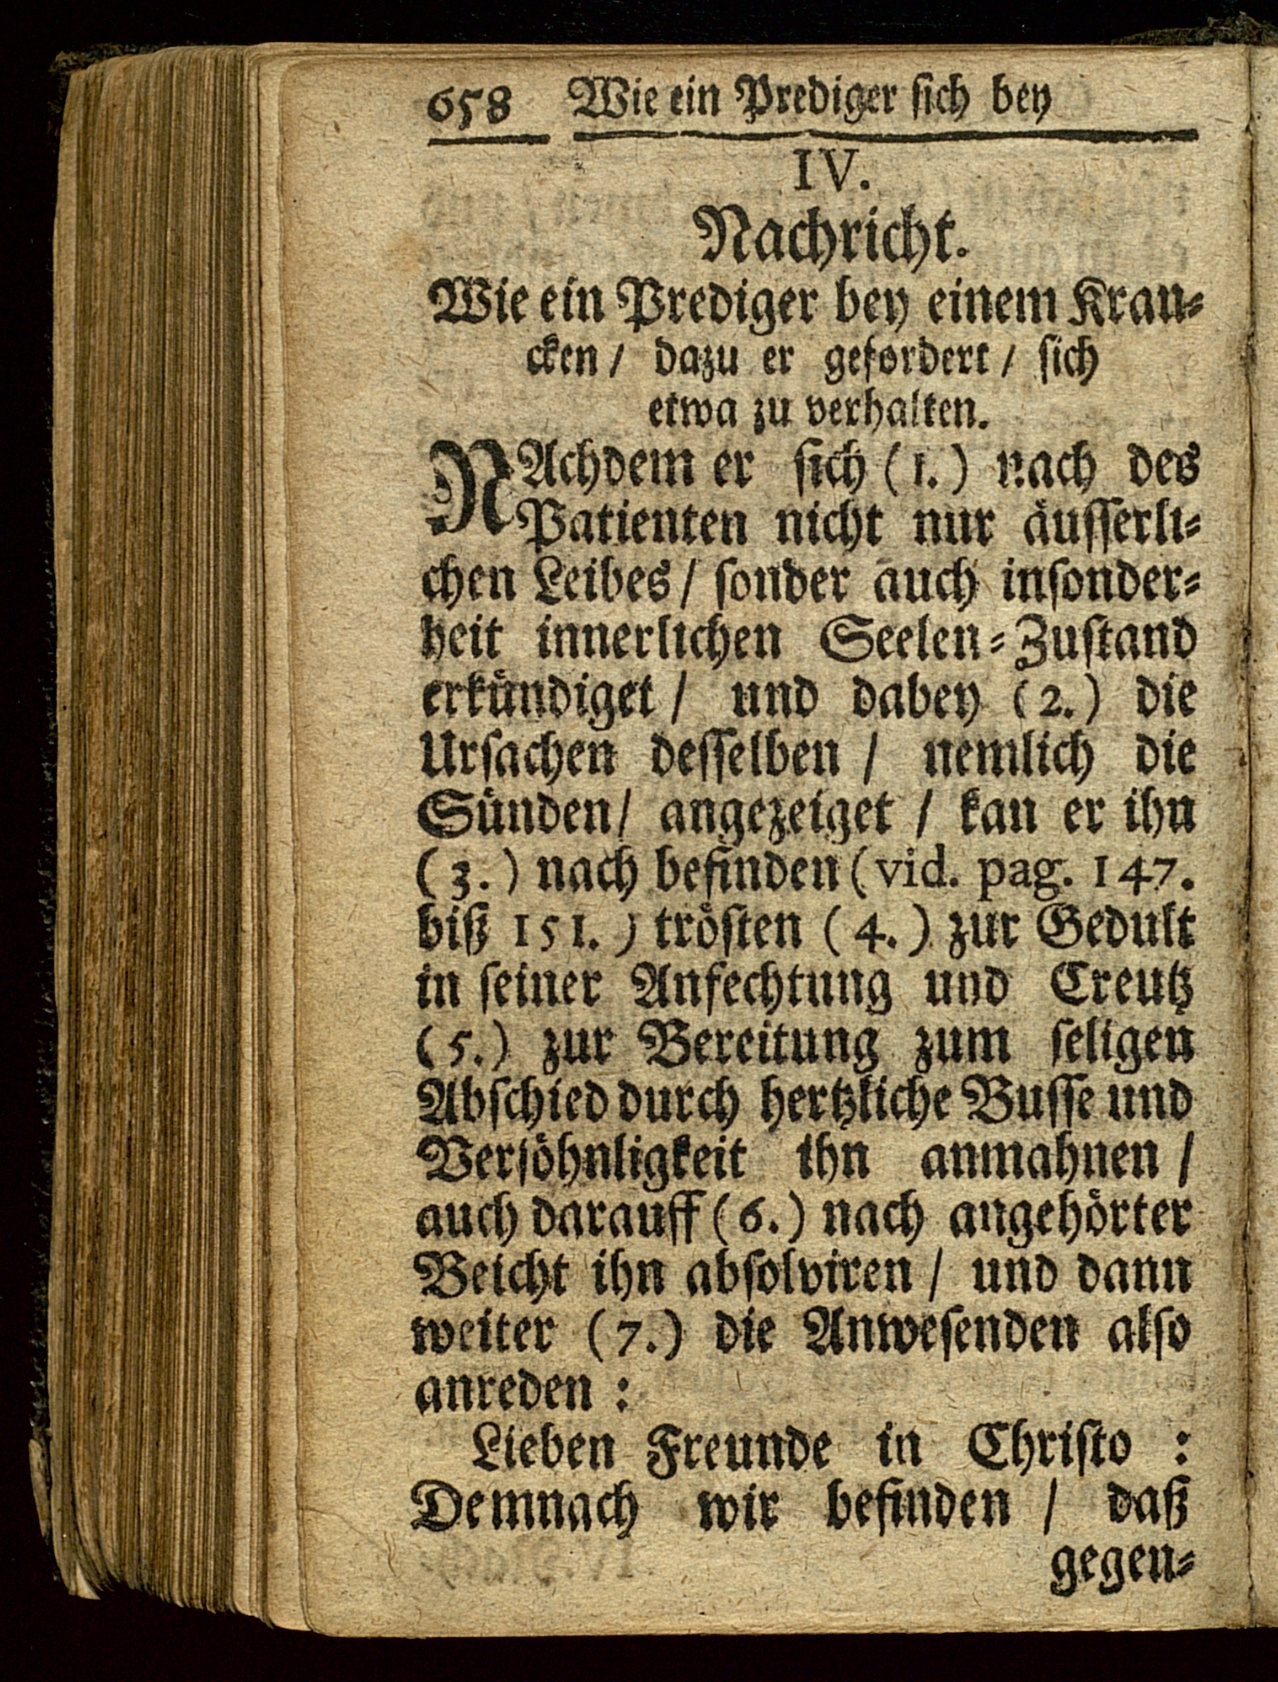 658 Wie ein Prediger sich bey
IV.
Nachricht.
Wie ein Prediger bey einem Kran⸗
cken / dazu er gefordert / sich
etwa zu verhalten.
NAchdem er sich (1.) nach des
Patienten nicht nur äusserli⸗
chen Leibes / sonder auch insonder⸗
heit innerlichen Seelen⸗Zustand
erkündiget / und dabey (2.) die
Ursachen desselben / nemlich die
Sünden / angezeiget / kan er ihn
(3.) nach befinden (vid. pag. 147.
biß 151.) trösten (4.) zur Gedult
in seiner Anfechtung und Creutz
(5.) zur Bereitung zum seligen
Abschied durch hertzliche Busse und
Versöhnligkeit ihn anmahnen /
auch darauff (6.) nach angehörter
Beicht ihn absolviren / und dann
weiter (7.) die Anwesenden also
anreden :
Lieben Freunde in Christo :
Demnach wir befinden / daß
gegen⸗